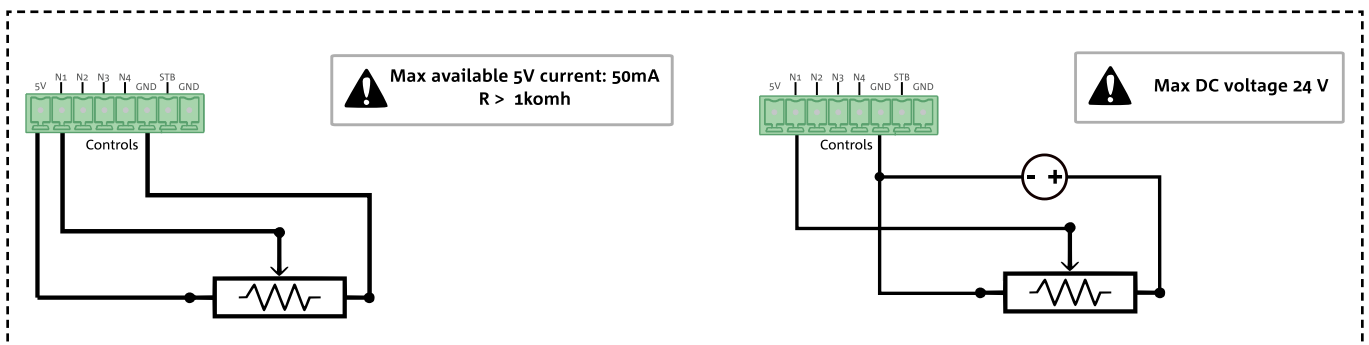 5V N1 N2 N3 N4 GND STB GND
Controls
Max available 5V current: 50mA
R > 1komh
5V N1 N2 N3 N4 GND STB GND
Controls
- +
Max DC voltage 24 V